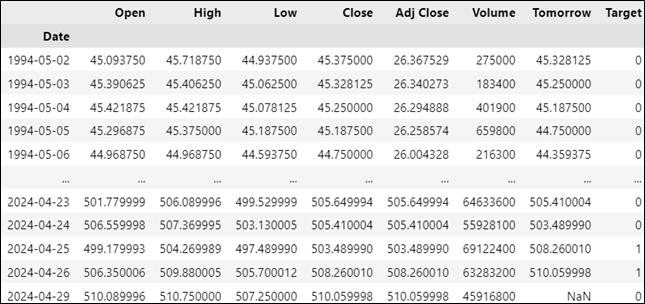 Open High Low Close Adj Close Volume Tomorrow Target
Date
1994-05-02 45.093750 45.718750 44.937500 45.375000 26.367529 275000 45.328125 0
1994-05-03 45.390625 45.406250 45.062500 45.328125 26.340273 183400 45.250000 0
1994-05-04 45.421875 45.421875 45.078125 45.250000 26.294888 401900 45.187500 0
1994-05-05 45.296875 45.375000 45.187500 45.187500 26.258574 659800 44.750000 0
1994-05-06 44.968750 44.968750 44.593750 44.750000 26.004328 216300 44.359375 0
... ... ... ... ... ... ... ... ...
2024-04-23 501.779999 506.089996 499.529999 505.649994 505.649994 64633600 505.410004 0
2024-04-24 506.559998 507.369995 503.130005 505.410004 505.410004 55928100 503.489990 0
2024-04-25 499.179993 504.269989 497.489990 503.489990 503.489990 69122400 508.260010 1
2024-04-26 506.350006 509.880005 505.700012 508.260010 508.260010 63283200 510.059998 1
2024-04-29 510.089996 510.750000 507.250000 510.059998 510.059998 45916800 NaN 0